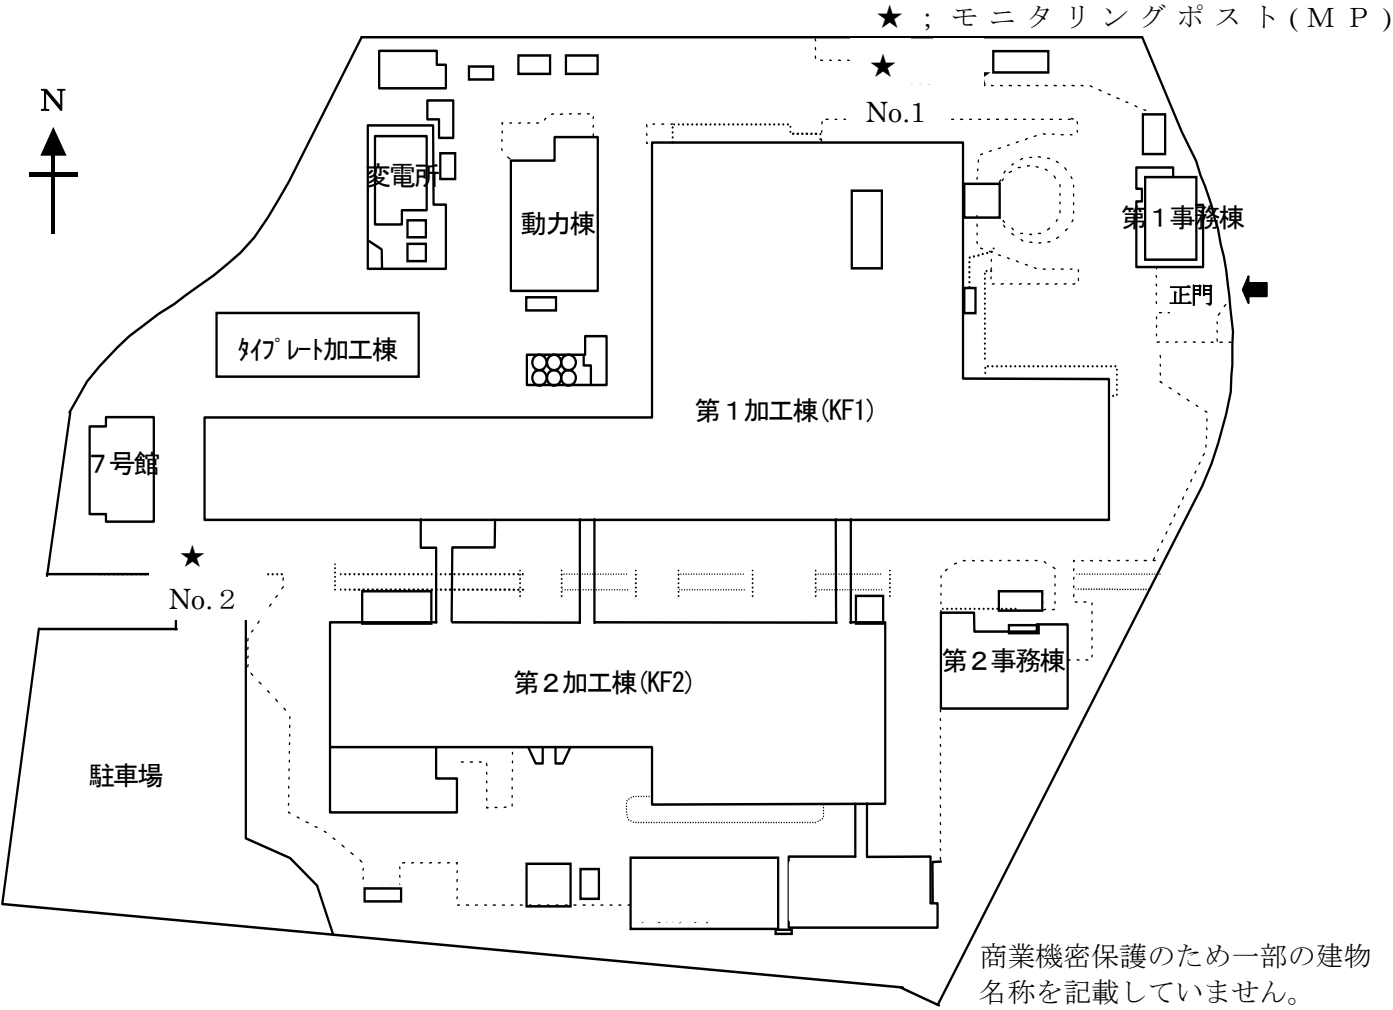 ★;モニタリングポスト(MP)
N
★
No.1
変電所
動力棟
第1事務棟
正門
ﾀｲﾌﾟﾚｰﾄ加工棟
第1加工棟(KF1)
7号館
★
No.2
第2事務棟
第2加工棟(KF2)
駐車場
商業機密保護のため一部の建物
名称を記載していません。